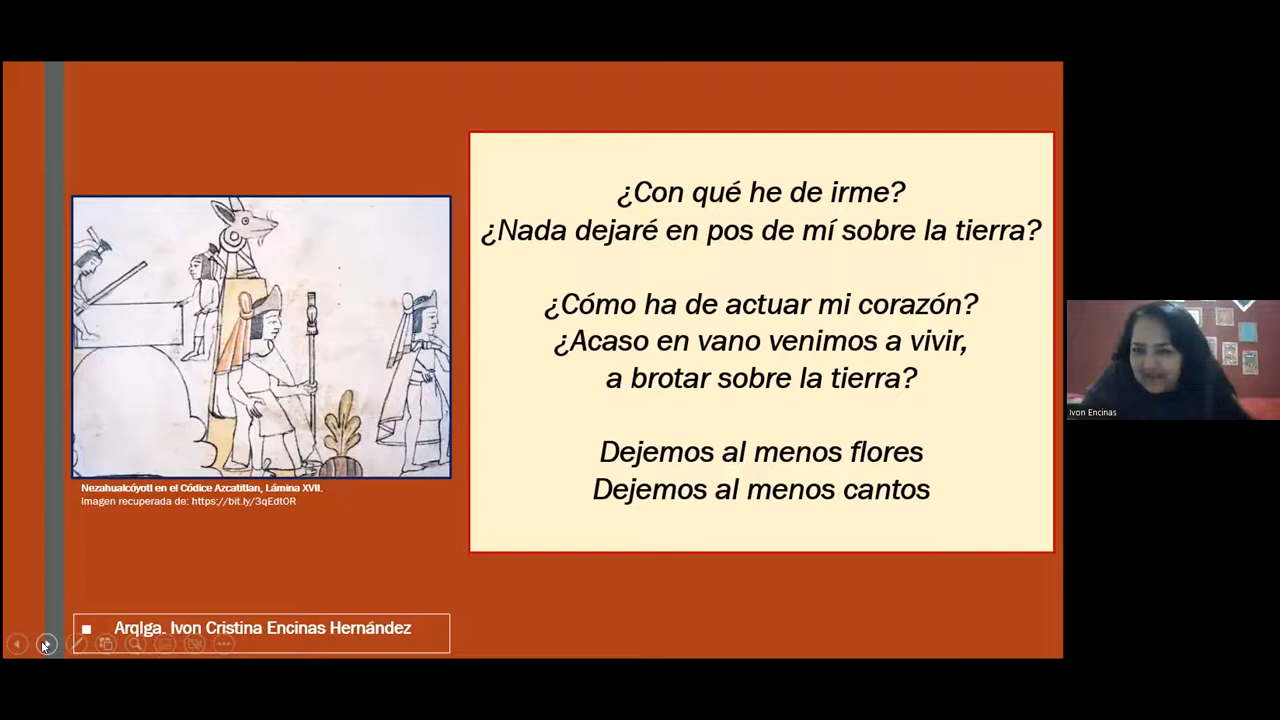 ¿Con qué he de irme?
¿Nada dejaré en pos de mí sobre la tierra?
¿Cómo ha de actuar mi corazón?
¿Acaso en vano venimos a vivir,
a brotar sobre la tierra?
Dejemos al menos flores
Dejemos al menos cantos
Nezahualcóyotl en el Códice Azcatitlan, Lámina XVII.
Imagen recuperada de: https://bit.ly/3qEdt0R
Arqlga. Ivon Cristina Encinas Hernández
Ivon Encinas